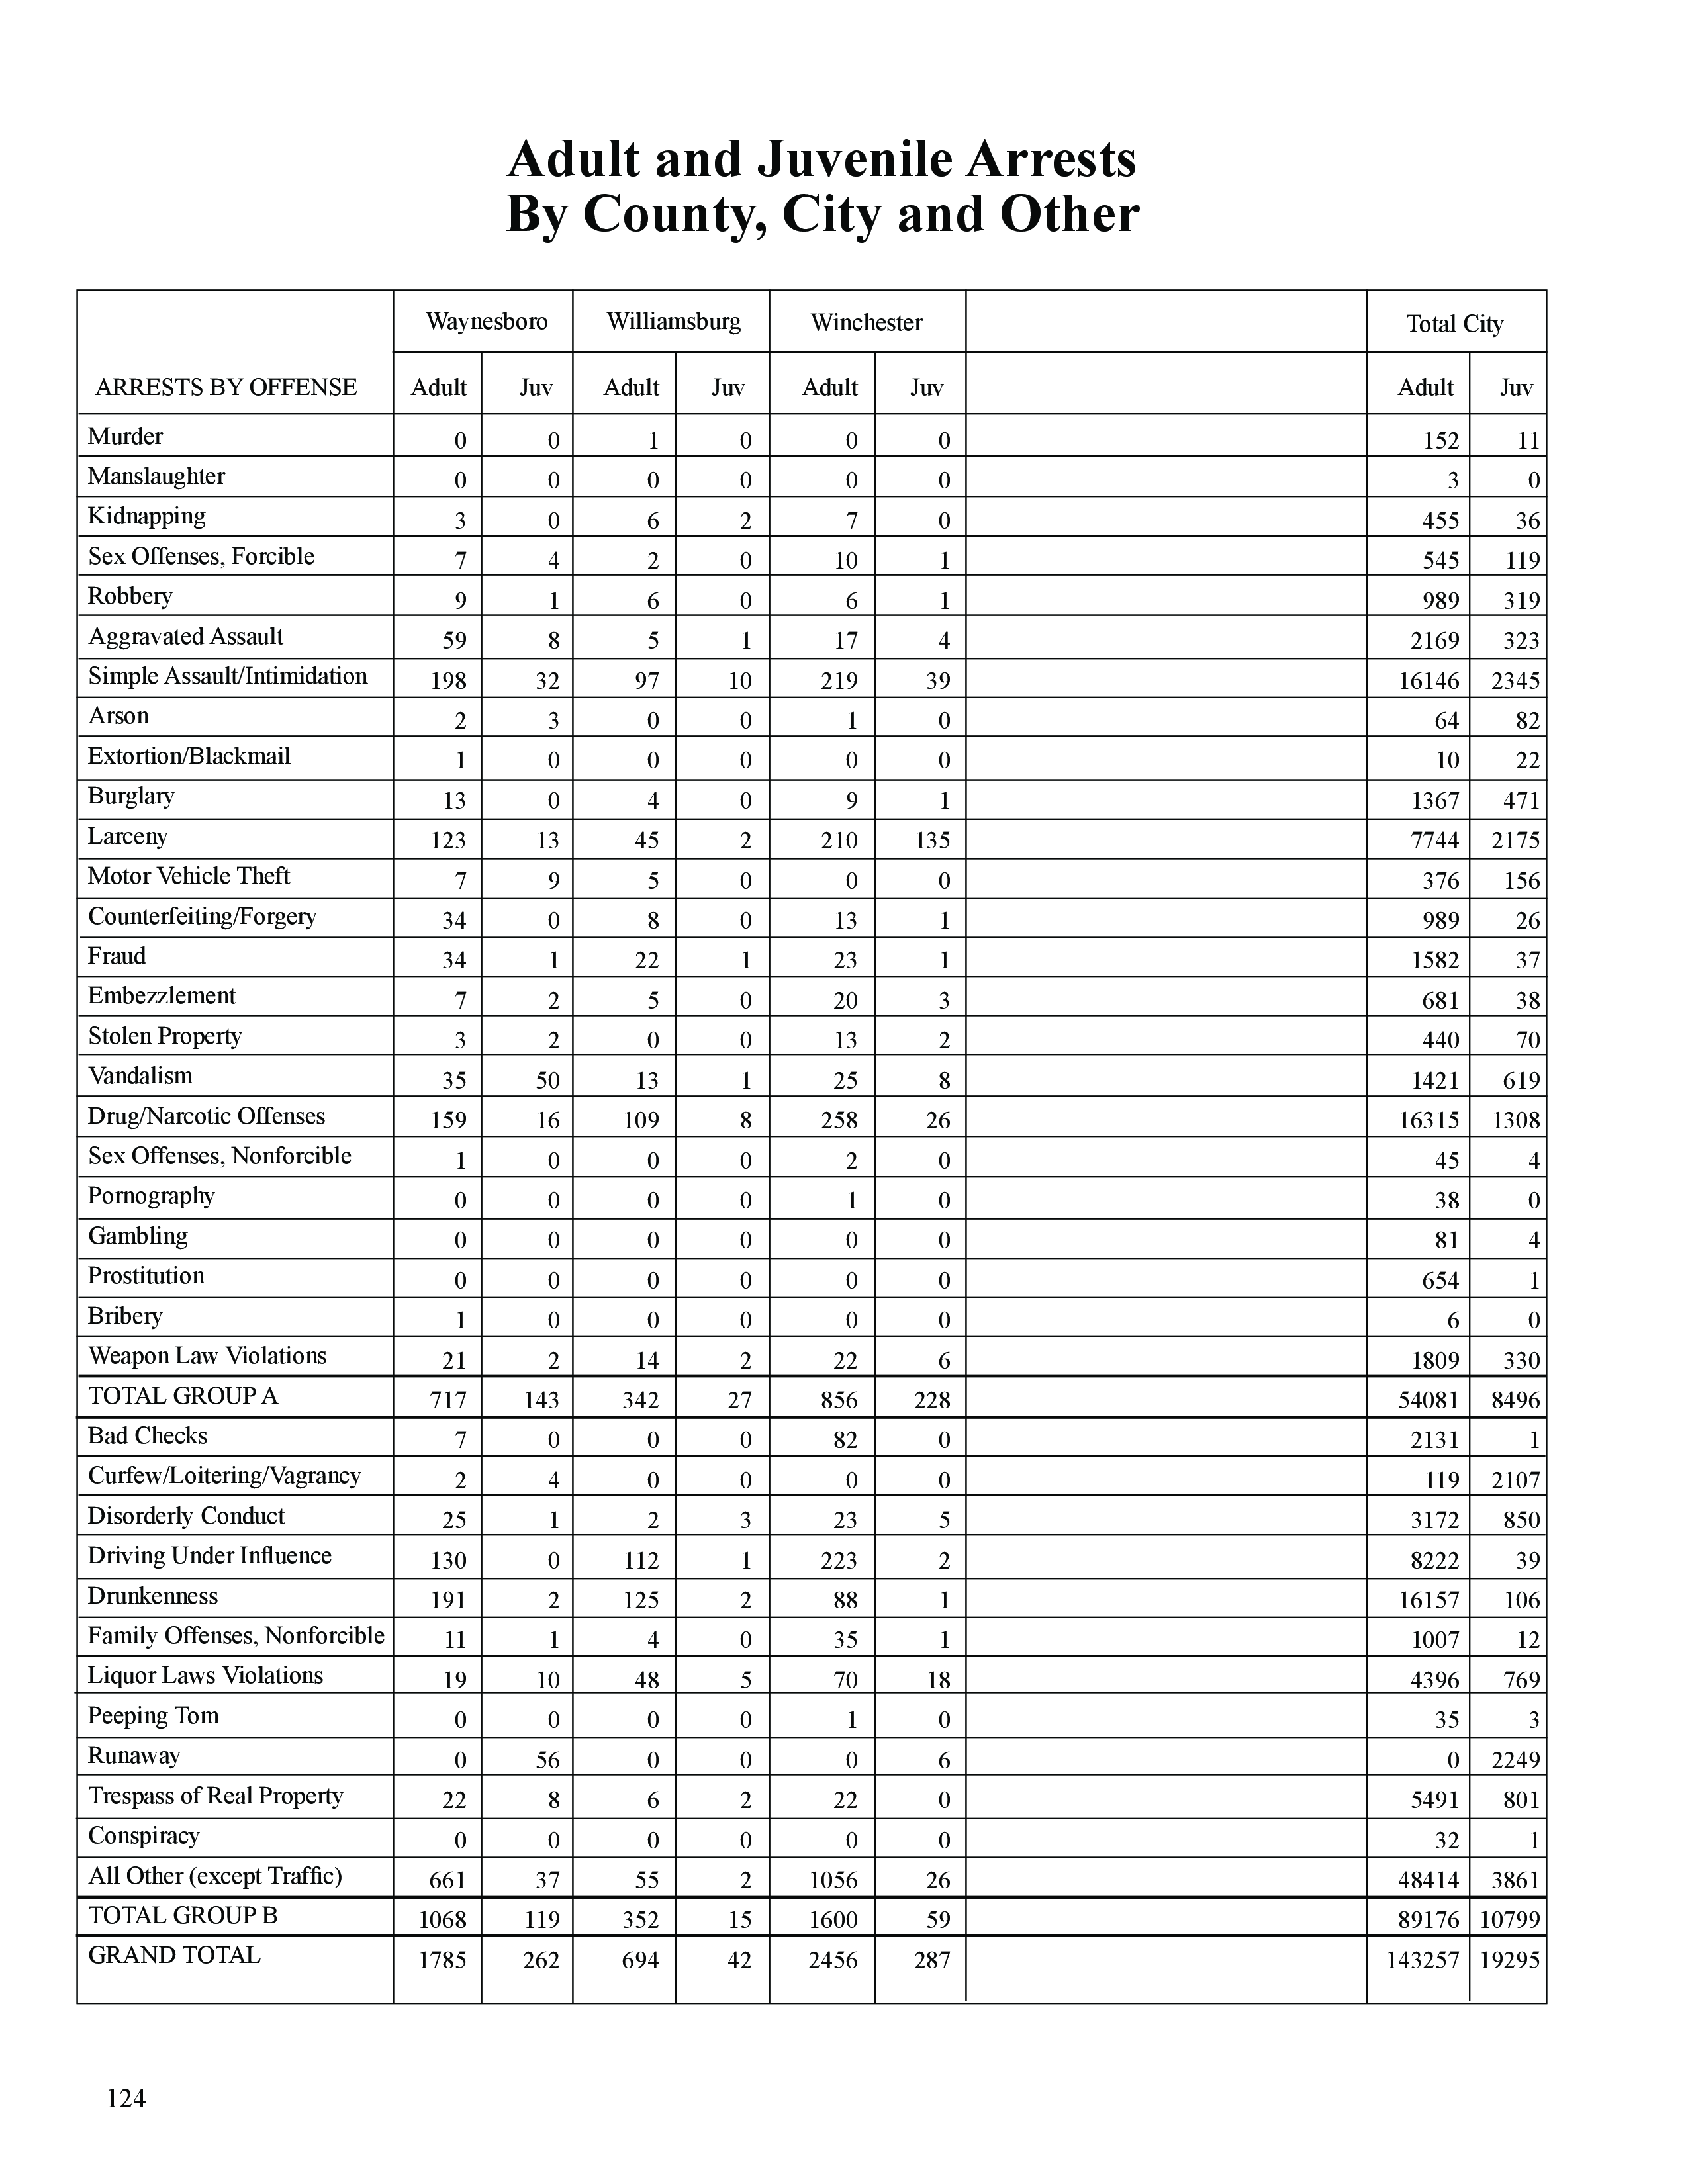 Adult and Juvenile Arrests
By County, City and Other
Waynesboro Williamsburg Winchester Total City
ARRESTS BY OFFENSE Adult Juv Adult Juv Adult Juv Adult Juv
Murder 0 0 1 0 0 0 152 11
Manslaughter 0 0 0 0 0 0 3 0
Kidnapping 3 0 6 2 7 0 455 36
Sex Offenses, Forcible 7 4 2 0 10 1 545 119
Robbery 9 1 6 0 6 1 989 319
Aggravated Assault 59 8 5 1 17 4 2169 323
Simple Assault/Intimidation 198 32 97 10 219 39 16146 2345
Arson 2 3 0 0 1 0 64 82
Extortion/Blackmail 1 0 0 0 0 0 10 22
Burglary 13 0 4 0 9 1 1367 471
Larceny 123 13 45 2 210 135 7744 2175
Motor Vehicle Theft 7 9 5 0 0 0 376 156
Counterfeiting/Forgery 34 0 8 0 13 1 989 26
Fraud 34 1 22 1 23 1 1582 37
Embezzlement 7 2 5 0 20 3 681 38
Stolen Property 3 2 0 0 13 2 440 70
Vandalism 35 50 13 1 25 8 1421 619
Drug/Narcotic Offenses 159 16 109 8 258 26 16315 1308
Sex Offenses, Nonforcible 1 0 0 0 2 0 45 4
Pornography 0 0 0 0 1 0 38 0
Gambling 0 0 0 0 0 0 81 4
Prostitution 0 0 0 0 0 0 654 1
Bribery 1 0 0 0 0 0 6 0
Weapon Law Violations 21 2 14 2 22 6 1809 330
TOTAL GROUP A 717 143 342 27 856 228 54081 8496
Bad Checks 7 0 0 0 82 0 2131 1
Curfew/Loitering/Vagrancy 2 4 0 0 0 0 119 2107
Disorderly Conduct 25 1 2 3 23 5 3172 850
Driving Under Influence 130 0 112 1 223 2 8222 39
Drunkenness 191 2 125 2 88 1 16157 106
Family Offenses, Nonforcible 11 1 4 0 35 1 1007 12
Liquor Laws Violations 19 10 48 5 70 18 4396 769
Peeping Tom 0 0 0 0 1 0 35 3
Runaway 0 56 0 0 0 6 0 2249
Trespass of Real Property 22 8 6 2 22 0 5491 801
Conspiracy 0 0 0 0 0 0 32 1
All Other (except Traffic) 661 37 55 2 1056 26 48414 3861
TOTAL GROUP B 1068 119 352 15 1600 59 89176 10799
GRAND TOTAL 1785 262 694 42 2456 287 143257 19295
124